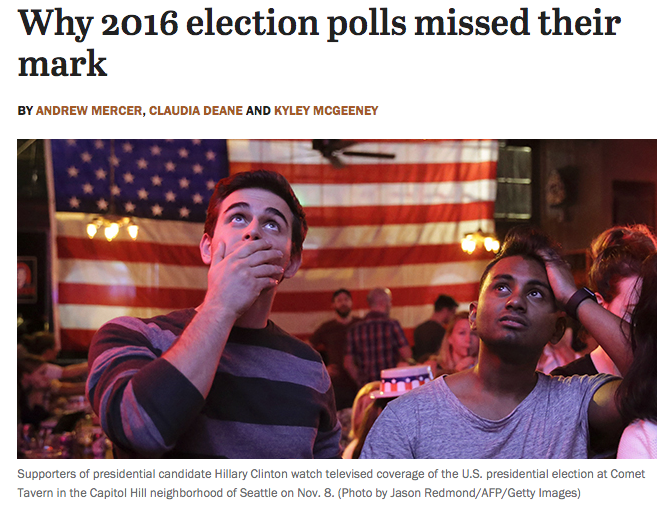 Why 2016 election polls missed their
mark
BY ANDREW MERCER, CLAUDIA DEANE AND KYLEY MCGEENEY
Supporters of presidential candidate Hillary Clinton watch televised coverage of the U.S. presidential election at Comet
Tavern in the Capitol Hill neighborhood of Seattle on Nov. 8. (Photo by Jason Redmond/AFP/Getty Images)